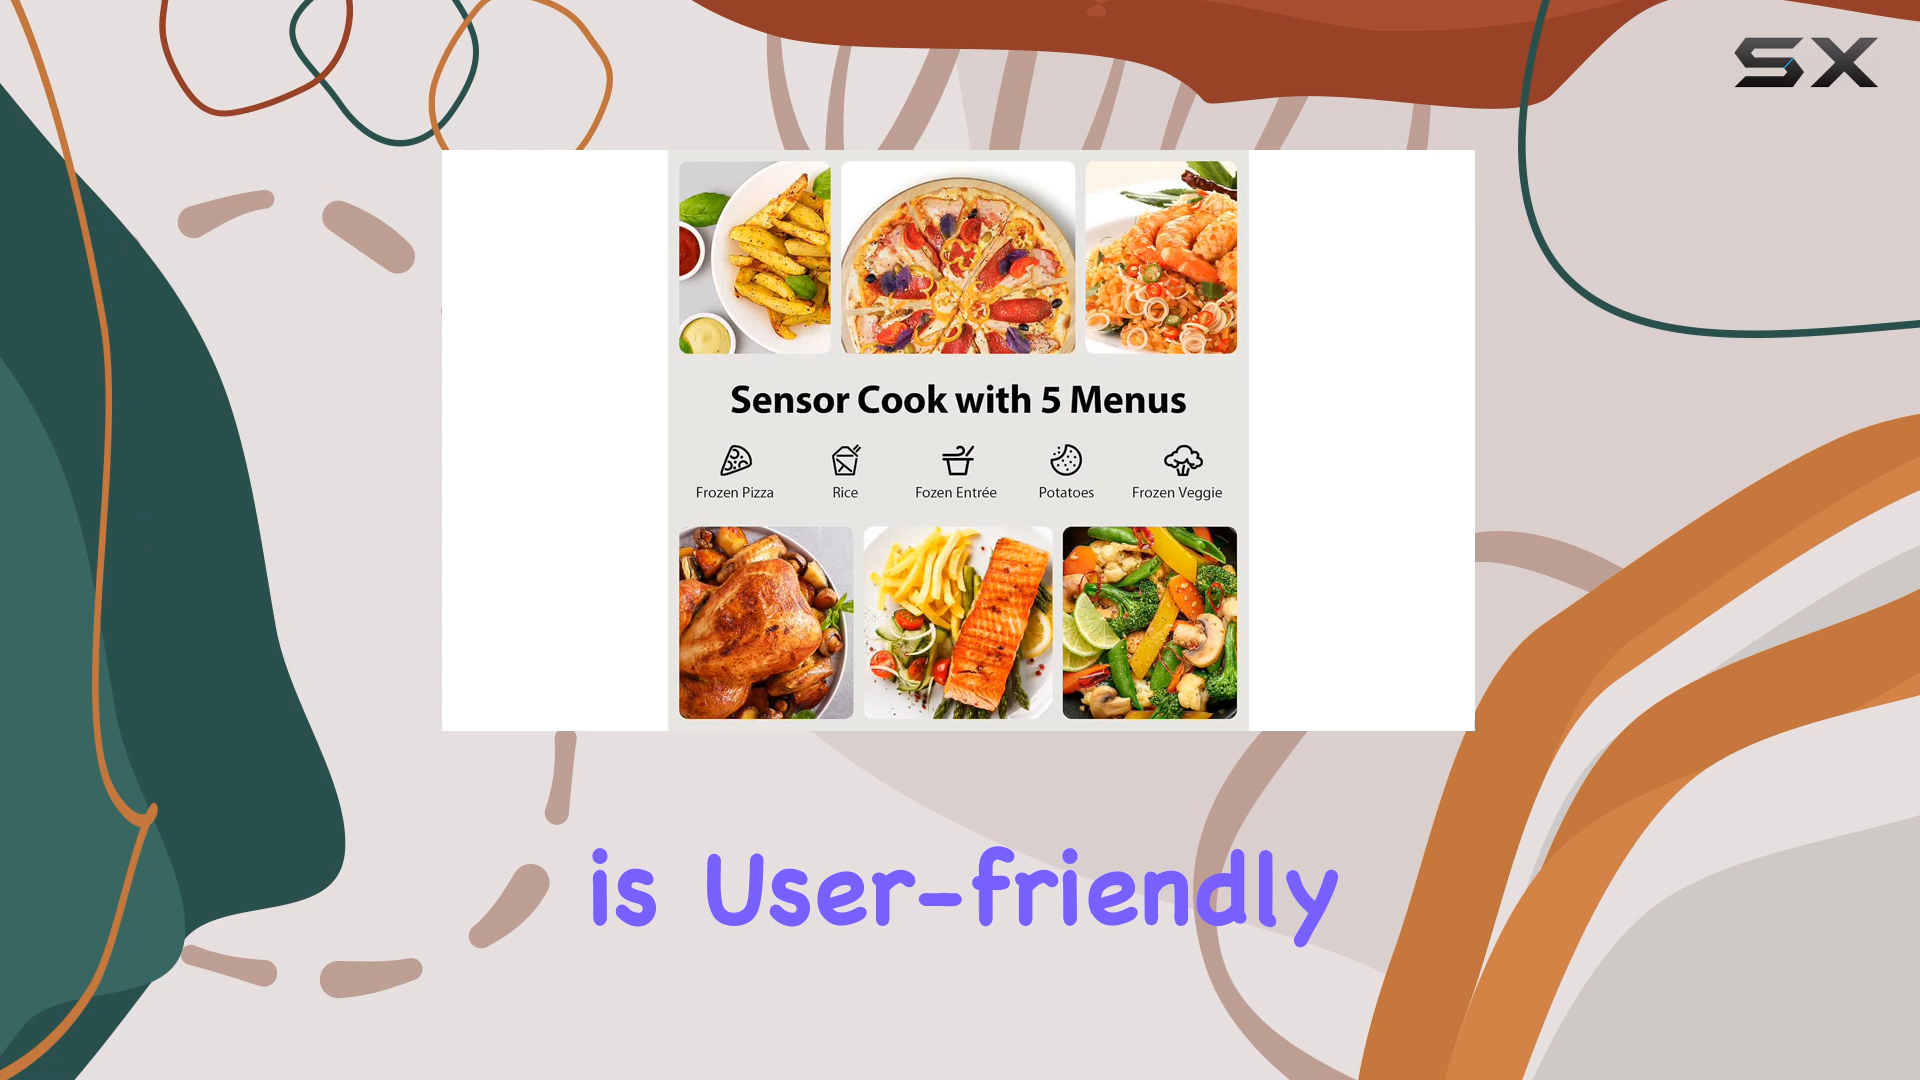 SX
Sensor Cook with 5 Menus
Frozen Pizza Rice Fozen Entrée Potatoes Frozen Veggie
is User-friendly